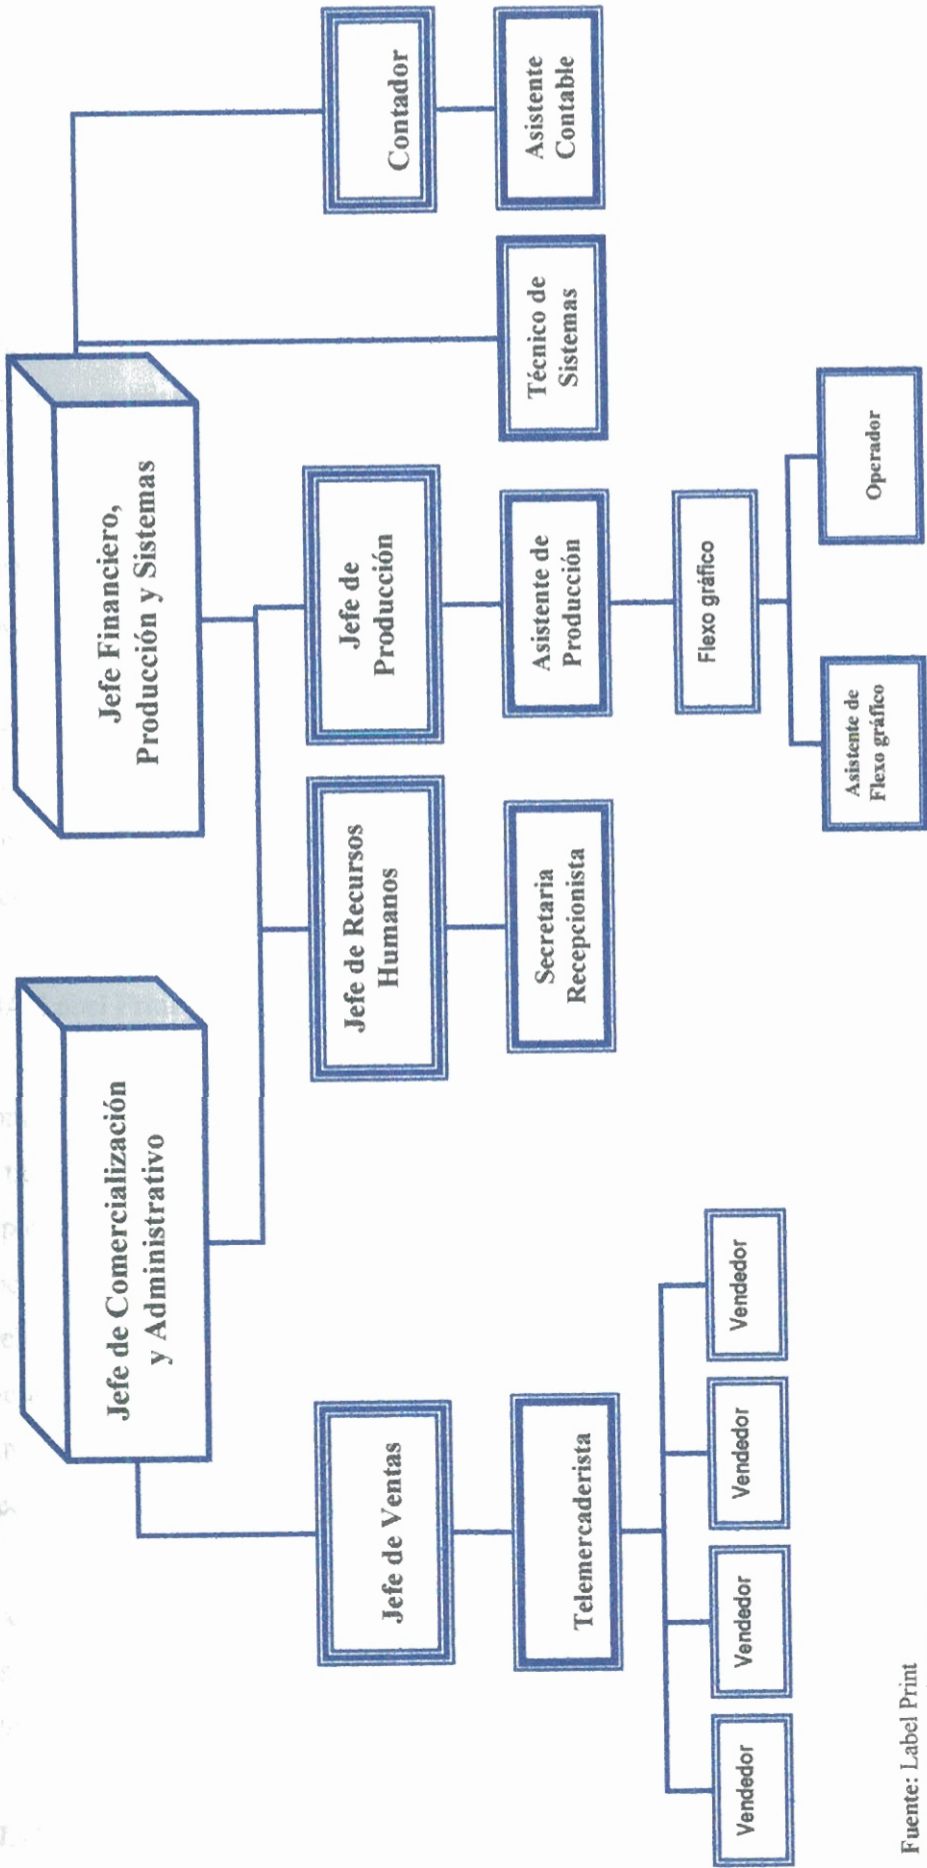 Jefe de Comercialización
y Administrativo
Jefe Financiero,
Producción y Sistemas
Jefe de Ventas
Jefe de Recursos
Humanos
Jefe de
Producción
Contador
Telemercaderista
Secretaria
Recepcionista
Asistente de
Producción
Técnico de
Sistemas
Asistente
Contable
Vendedor
Vendedor
Vendedor
Vendedor
Flexo gráfico
Asistente de
Flexo gráfico
Operador
Fuente: Label Print